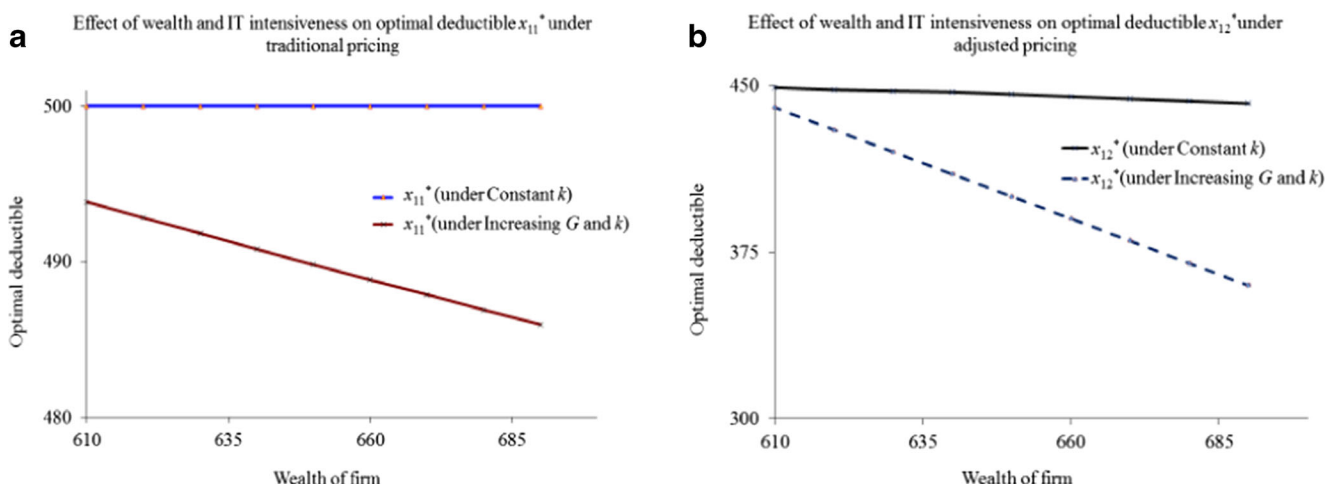 a
Effect of wealth and IT intensiveness on optimal deductible x₁₁* under
traditional pricing
500
490
480
610
635
660
685
Optimal deductible
Wealth of firm
x₁₁* (under Constant k)
x₁₁* (under Increasing G and k)
b
Effect of wealth and IT intensiveness on optimal deductible x₁₂* under
adjusted pricing
450
375
300
610
635
660
685
Optimal deductible
Wealth of firm
x₁₂* (under Constant k)
x₁₂* (under Increasing G and k)